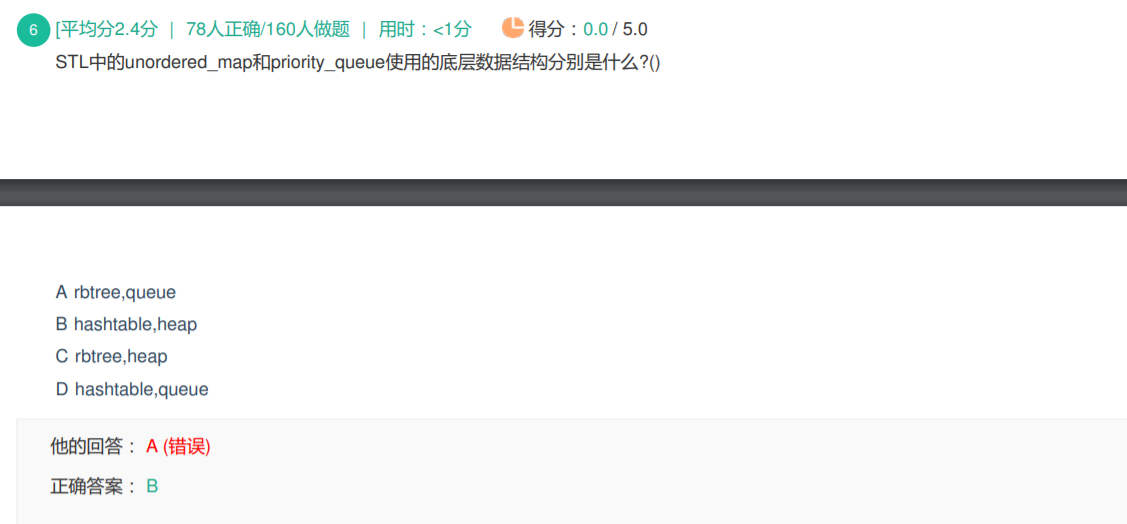 6 [平均分2.4分 | 78人正确/160人做题 | 用时：<1分 得分：0.0 / 5.0
STL中的unordered_map和priority_queue使用的底层数据结构分别是什么?()
A rbtree,queue
B hashtable,heap
C rbtree,heap
D hashtable,queue
他的回答： A (错误)
正确答案： B